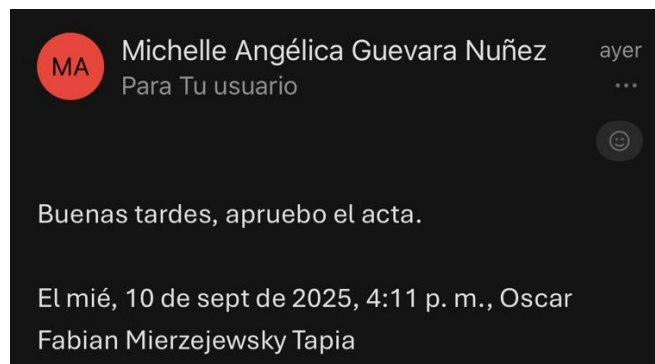 MA
Michelle Angélica Guevara Nuñez
ayer
Para Tu usuario
Buenas tardes, apruebo el acta.
El mié, 10 de sept de 2025, 4:11 p. m., Oscar
Fabian Mierzejewsky Tapia